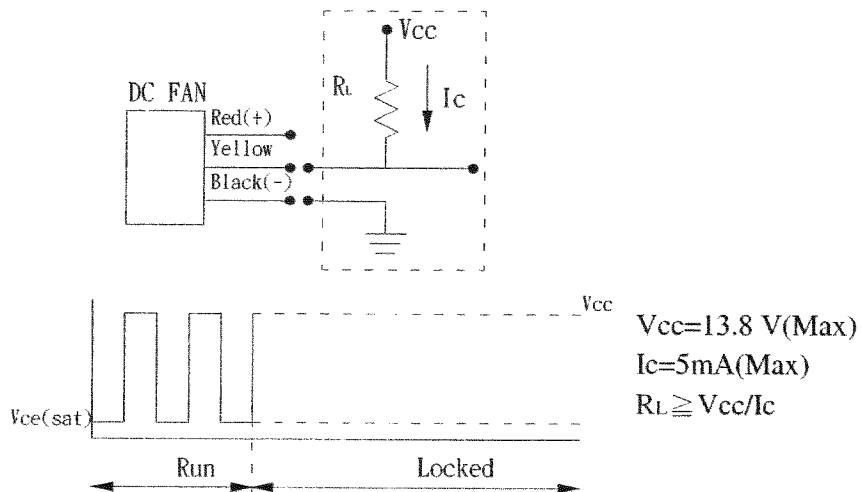 Vcc
DC FAN
RL
Ic
Red(+)
Yellow
Black(-)
Vcc
Vcc=13.8 V(Max)
Ic=5mA(Max)
RL≧Vcc/Ic
Vce(sat)
Run
Locked